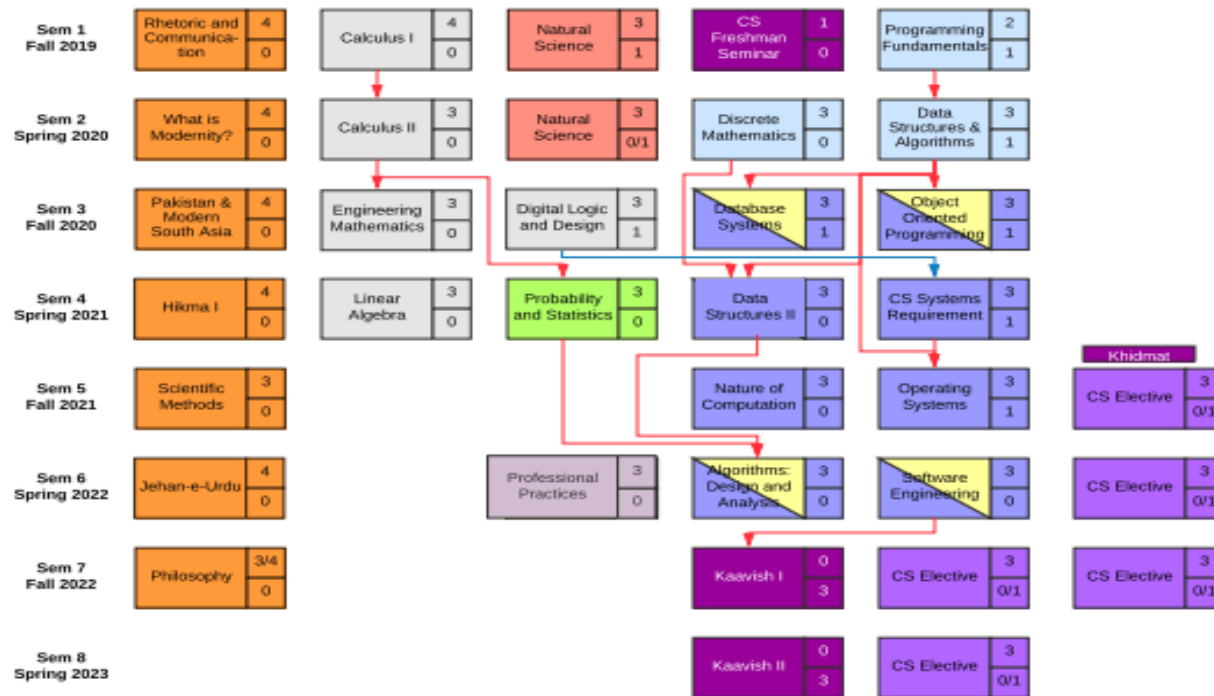 Sem 1
Fall 2019
Rhetoric and
Communica-
tion
4
0
Calculus I
4
0
Natural
Science
3
1
CS
Freshman
Seminar
1
0
Programming
Fundamentals
2
1
Sem 2
Spring 2020
What is
Modernity?
4
0
Calculus II
3
0
Natural
Science
3
0/1
Discrete
Mathematics
3
0
Data
Structures &
Algorithms
3
1
Sem 3
Fall 2020
Pakistan &
Modern
South Asia
4
0
Engineering
Mathematics
3
0
Digital Logic
and Design
3
1
Database
Systems
3
1
Object
Oriented
Programming
3
1
Sem 4
Spring 2021
Hikma I
4
0
Linear
Algebra
3
0
Probability
and Statistics
3
0
Data
Structures II
3
0
CS Systems
Requirement
3
1
Khidmat
Sem 5
Fall 2021
Scientific
Methods
3
0
Nature of
Computation
3
0
Operating
Systems
3
1
CS Elective
3
0/1
Sem 6
Spring 2022
Jehan-e-Urdu
4
0
Professional
Practices
3
0
Algorithms:
Design and
Analysis
3
0
Software
Engineering
3
0
CS Elective
3
0/1
Sem 7
Fall 2022
Philosophy
3/4
0
Kaavish I
0
3
CS Elective
3
0/1
CS Elective
3
0/1
Sem 8
Spring 2023
Kaavish II
0
3
CS Elective
3
0/1